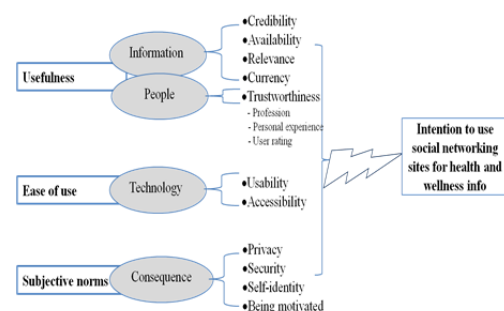 Usefulness
Information
People
•Credibility
•Availability
•Relevance
•Currency
•Trustworthiness
- Profession
- Personal experience
- User rating
Ease of use
Technology
•Usability
•Accessibility
Subjective norms
Consequence
•Privacy
•Security
•Self-identity
•Being motivated
Intention to use
social networking
sites for health and
wellness info